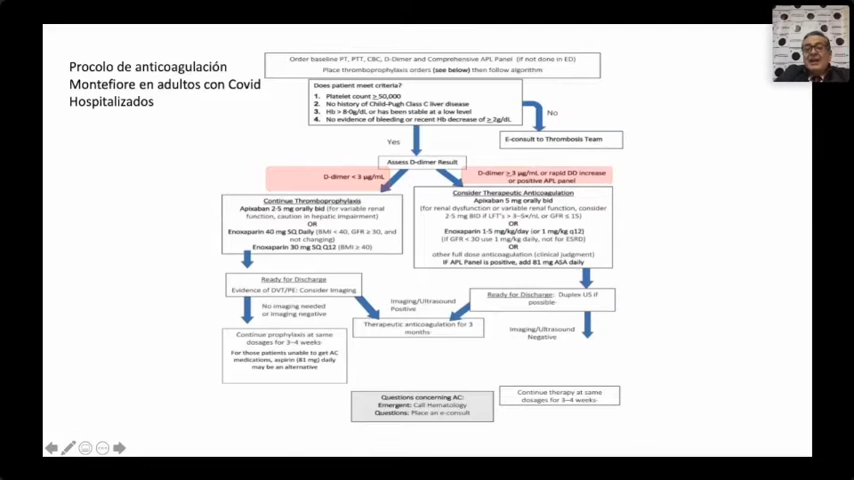 Procolo de anticoagulación
Montefiore en adultos con Covid
Hospitalizados
Order baseline PT, PTT, CBC, D-Dimer and Comprehensive APL Panel (if not done in ED)
Place thromboprophylaxis orders (see below) then follow algorithm
Does patient meet criteria?
1. Platelet count ≥ 50,000
2. No history of Child-Pugh Class C liver disease
3. Hb > 8·0g/dL or has been stable at a low level
4. No evidence of bleeding or recent Hb decrease of ≥ 2g/dL
No
E-consult to Thrombosis Team
Yes
Assess D-dimer Result
D-dimer < 3 µg/mL
D-dimer ≥ 3 µg/mL or rapid DD increase
or positive APL panel
Continue Thromboprophylaxis
Apixaban 2·5 mg orally bid (for variable renal
function, caution in hepatic impairment)
OR
Enoxaparin 40 mg SQ Daily (BMI < 40, GFR ≥ 30, and
not changing)
Enoxaparin 30 mg SQ Q12 (BMI ≥ 40)
Consider Therapeutic Anticoagulation
Apixaban 5 mg orally bid
(for renal dysfunction or variable renal function, consider
2·5 mg BID if LFT's > 3–5×/nL or GFR ≤ 15)
OR
Enoxaparin 1·5 mg/kg/day (or 1 mg/kg q12)
(if GFR < 30 use 1 mg/kg daily, not for ESRD)
OR
other full dose anticoagulation (clinical judgment)
IF APL Panel is positive, add 81 mg ASA daily
Ready for Discharge
Evidence of DVT/PE: Consider Imaging
Ready for Discharge: Duplex US if
possible
No imaging needed
or imaging negative
Imaging/Ultrasound
Positive
Therapeutic anticoagulation for 3
months
Imaging/Ultrasound
Negative
Continue prophylaxis at same
dosages for 3–4 weeks
For those patients unable to get AC
medications, aspirin (81 mg) daily
may be an alternative
Questions concerning AC:
Emergent: Call Hematology
Questions: Place an e-consult
Continue therapy at same
dosages for 3–4 weeks